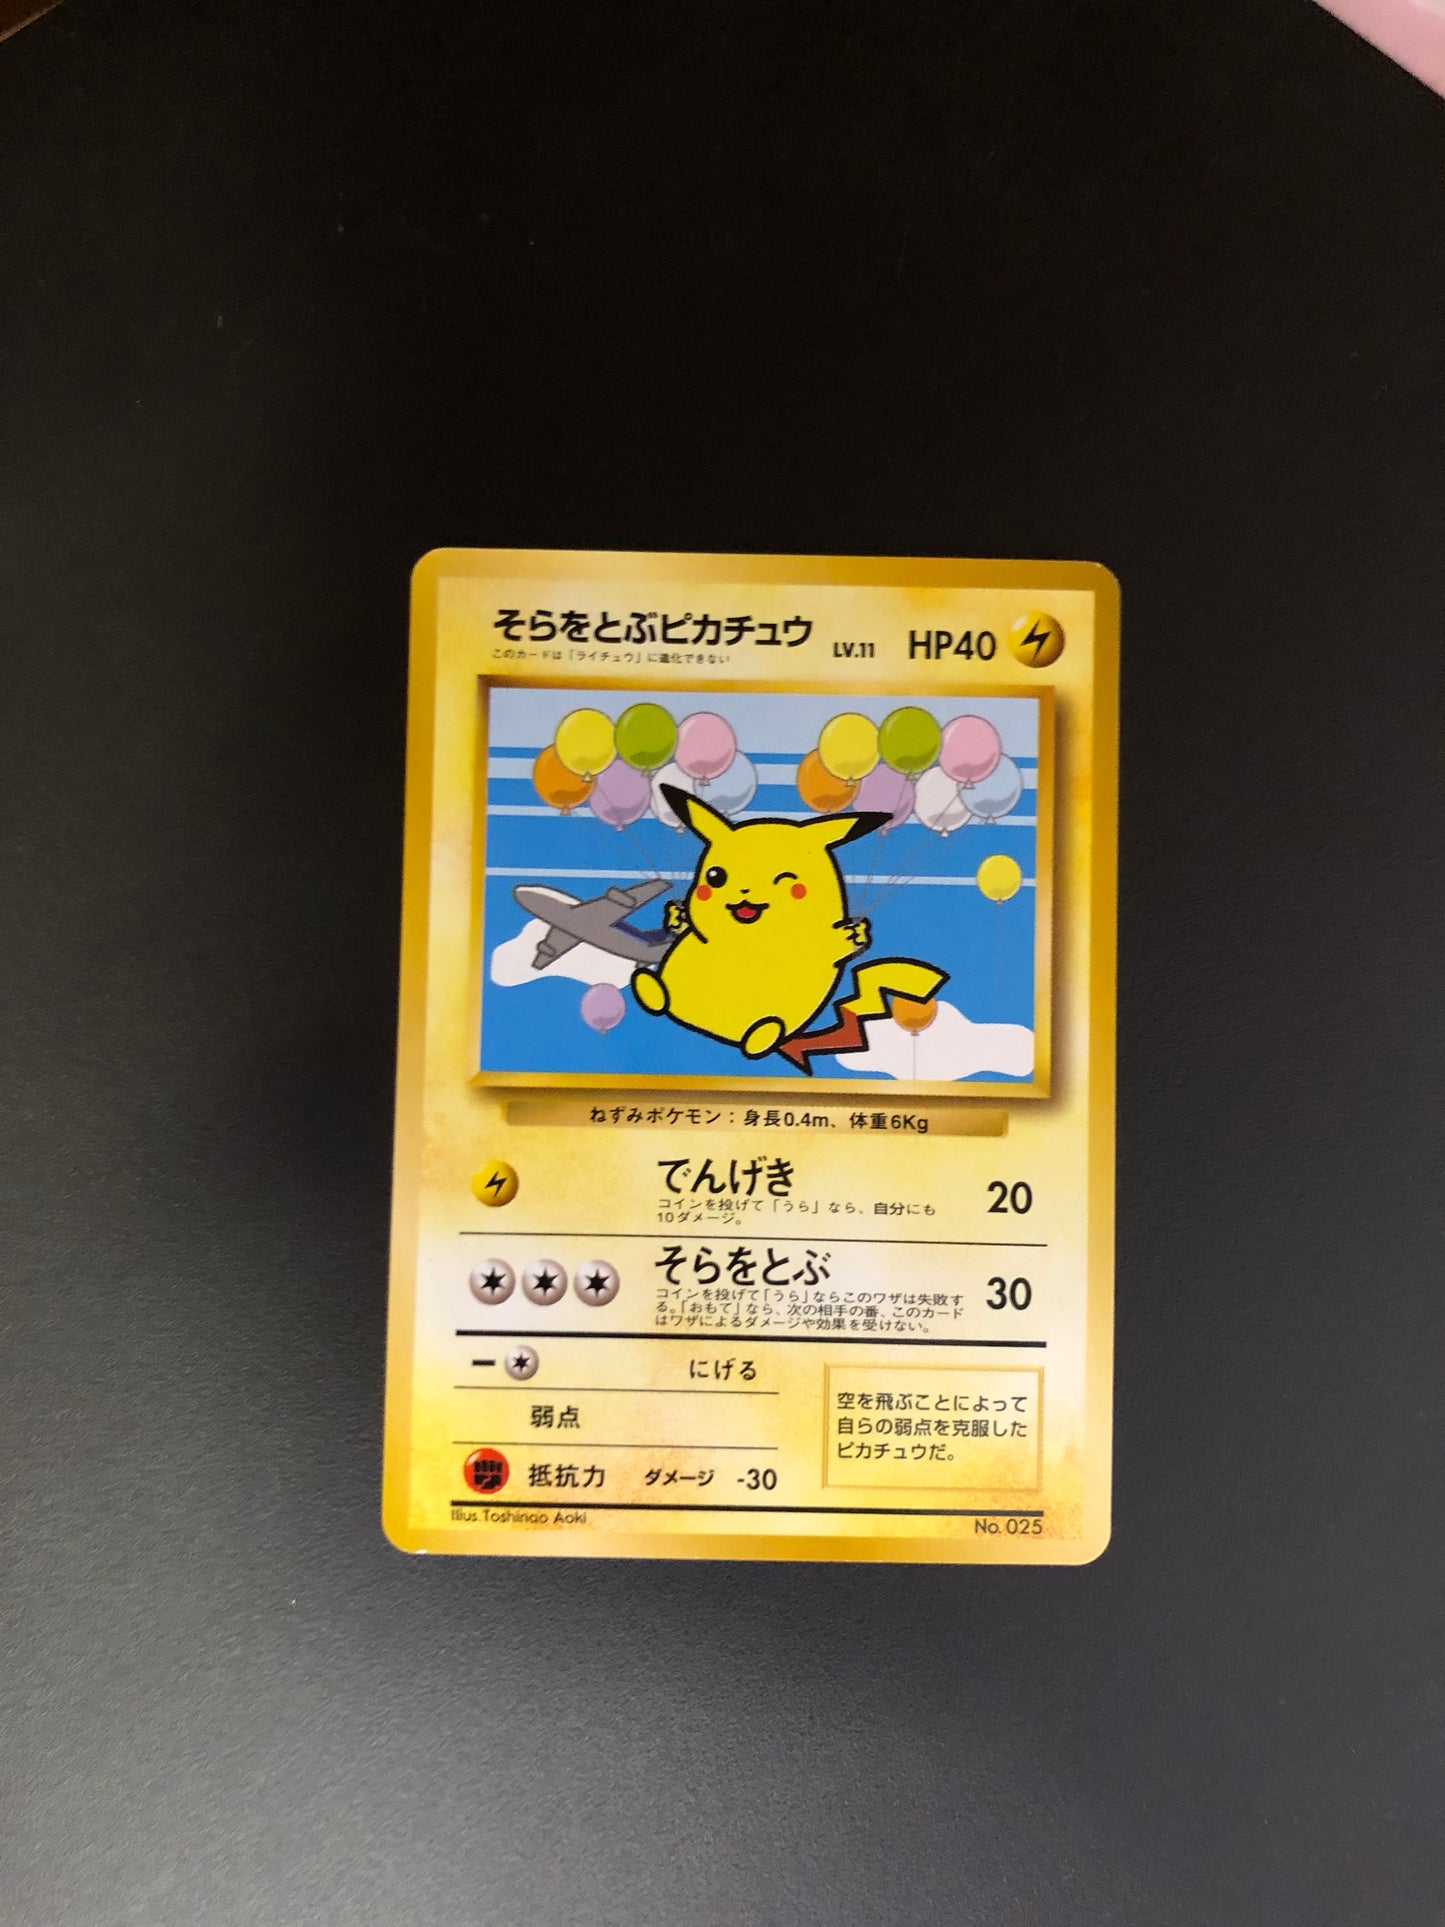 そらをとぶピカチュウ LV.11 HP40
このカードは「ライチュウ」に進化できない
ねずみポケモン：身長0.4m、体重6Kg
でんげき 20
コインを投げて「うら」なら、自分にも
10ダメージ。
そらをとぶ 30
コインを投げて「うら」ならこのワザは失敗す
る。「おもて」なら、次の相手の番、このカード
はワザによるダメージや効果を受けない。
にげる
弱点
抵抗力 ダメージ -30
空を飛ぶことによって
自らの弱点を克服した
ピカチュウだ。
Illus.Toshinao Aoki
No. 025